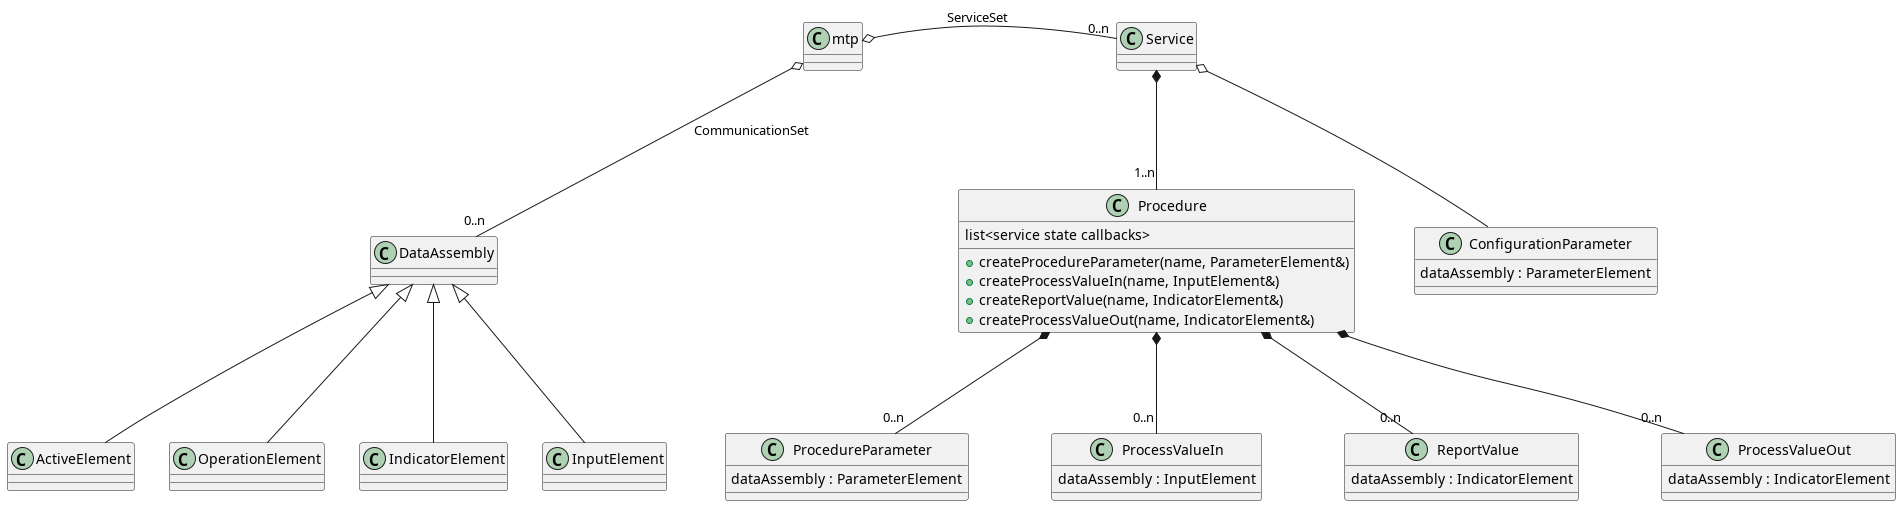 ServiceSet
C mtp
0..n
C Service
CommunicationSet
0..n
1..n
C DataAssembly
C Procedure
list<service state callbacks>
createProcedureParameter(name, ParameterElement&)
createProcessValueIn(name, InputElement&)
createReportValue(name, IndicatorElement&)
createProcessValueOut(name, IndicatorElement&)
C ConfigurationParameter
dataAssembly : ParameterElement
0..n
0..n
0..n
0..n
C ActiveElement
C OperationElement
C IndicatorElement
C InputElement
C ProcedureParameter
dataAssembly : ParameterElement
C ProcessValueIn
dataAssembly : InputElement
C ReportValue
dataAssembly : IndicatorElement
C ProcessValueOut
dataAssembly : IndicatorElement